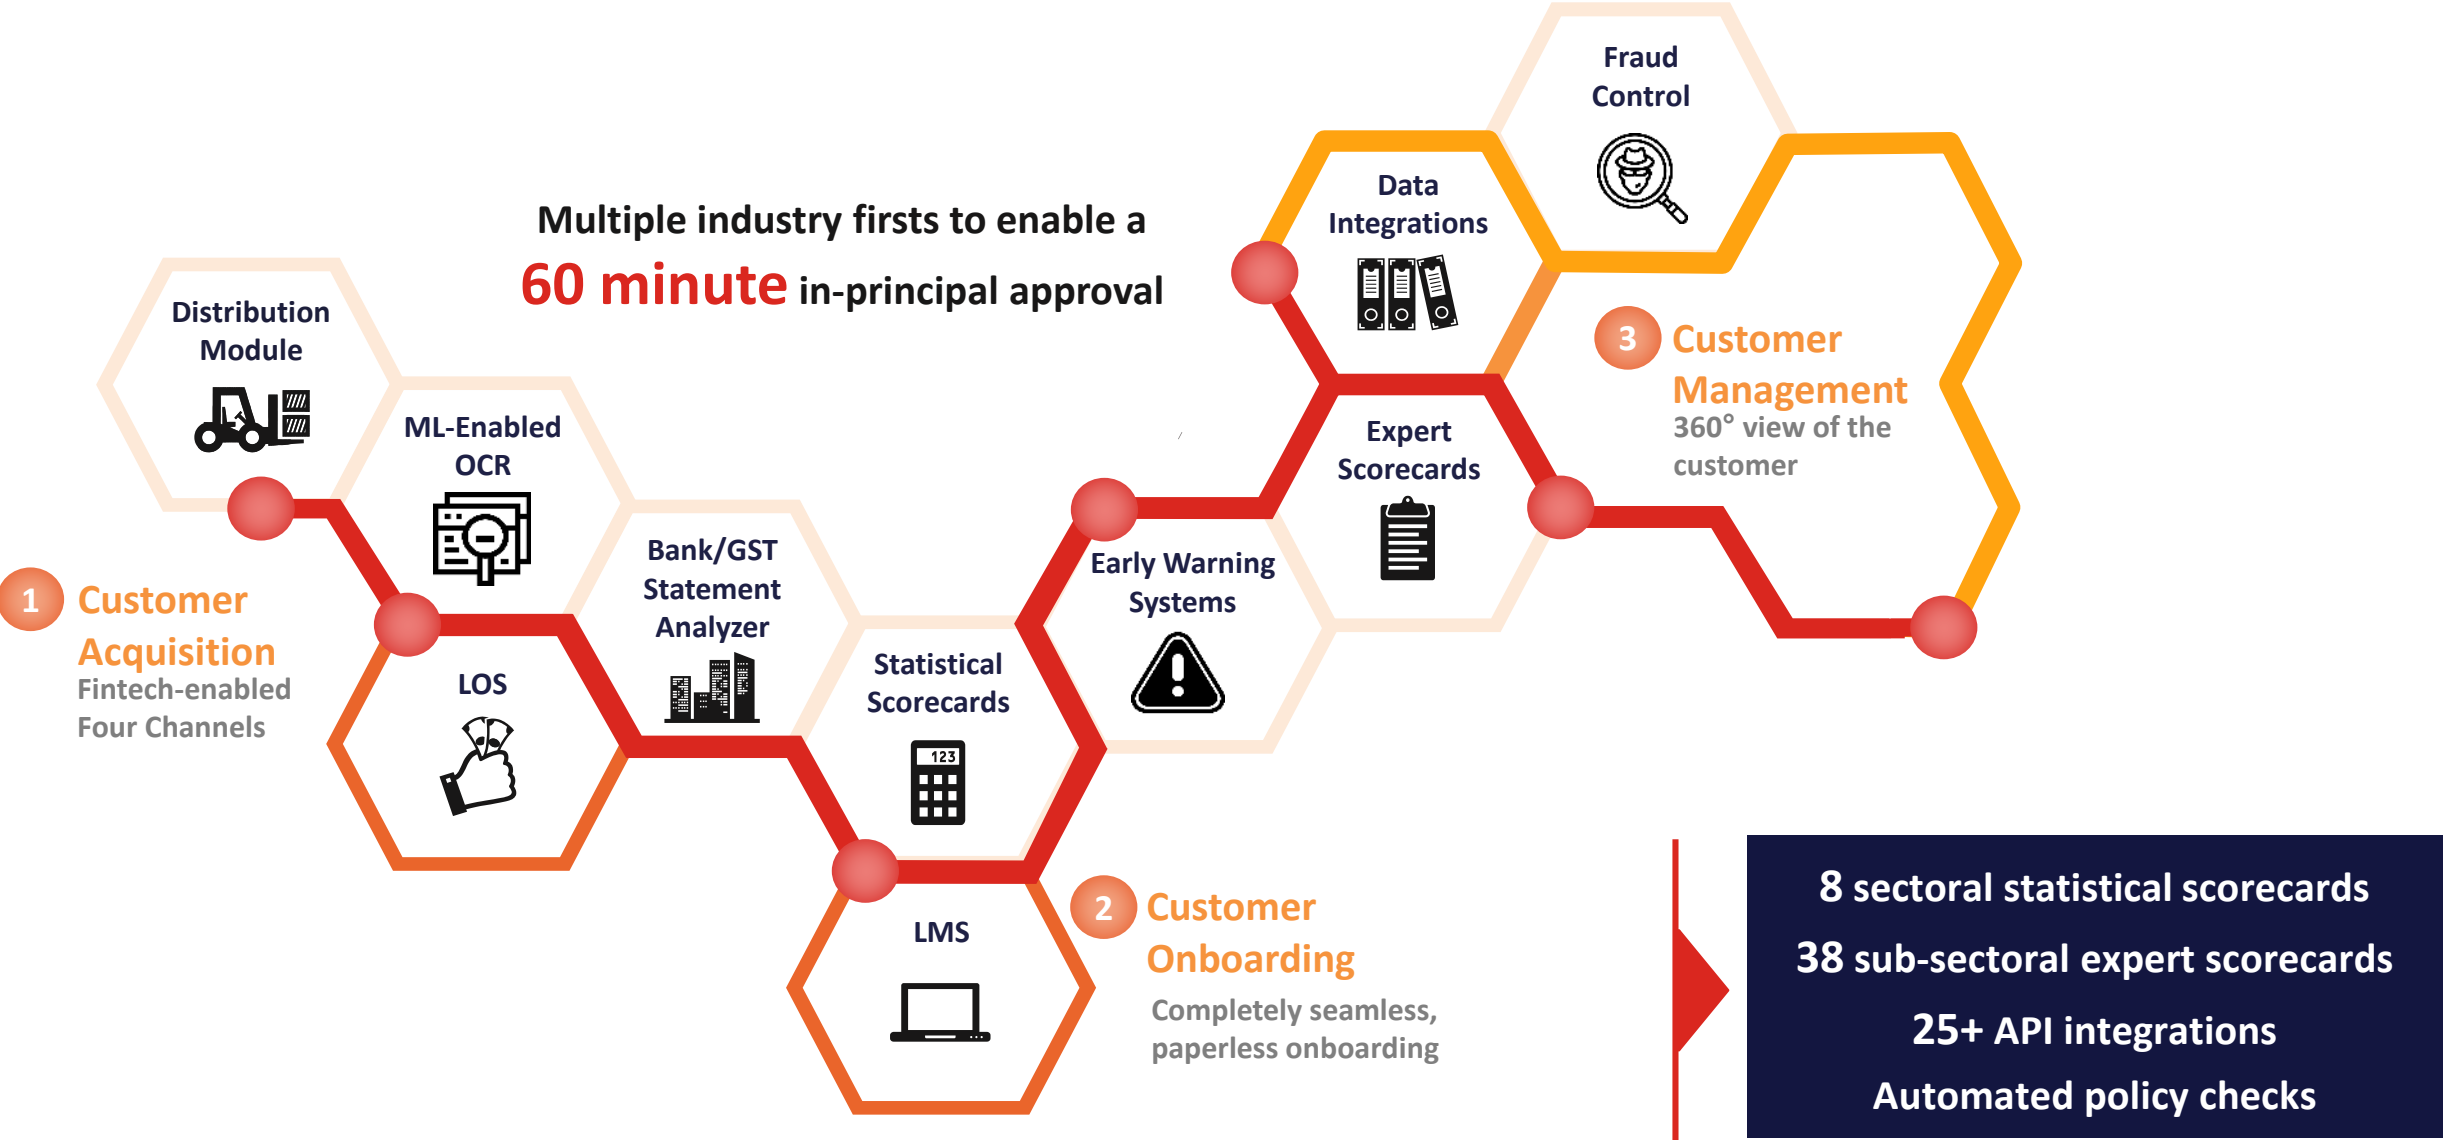 Fraud
Control
Data
Integrations
Multiple industry firsts to enable a
60 minute in-principal approval
Distribution
Module
ML-Enabled
OCR
Expert
Scorecards
3 Customer
Management
360° view of the
customer
Bank/GST
Statement
Analyzer
Early Warning
Systems
1 Customer
Acquisition
Fintech-enabled
Four Channels
LOS
Statistical
Scorecards
123
LMS
2 Customer
Onboarding
Completely seamless,
paperless onboarding
8 sectoral statistical scorecards
38 sub-sectoral expert scorecards
25+ API integrations
Automated policy checks